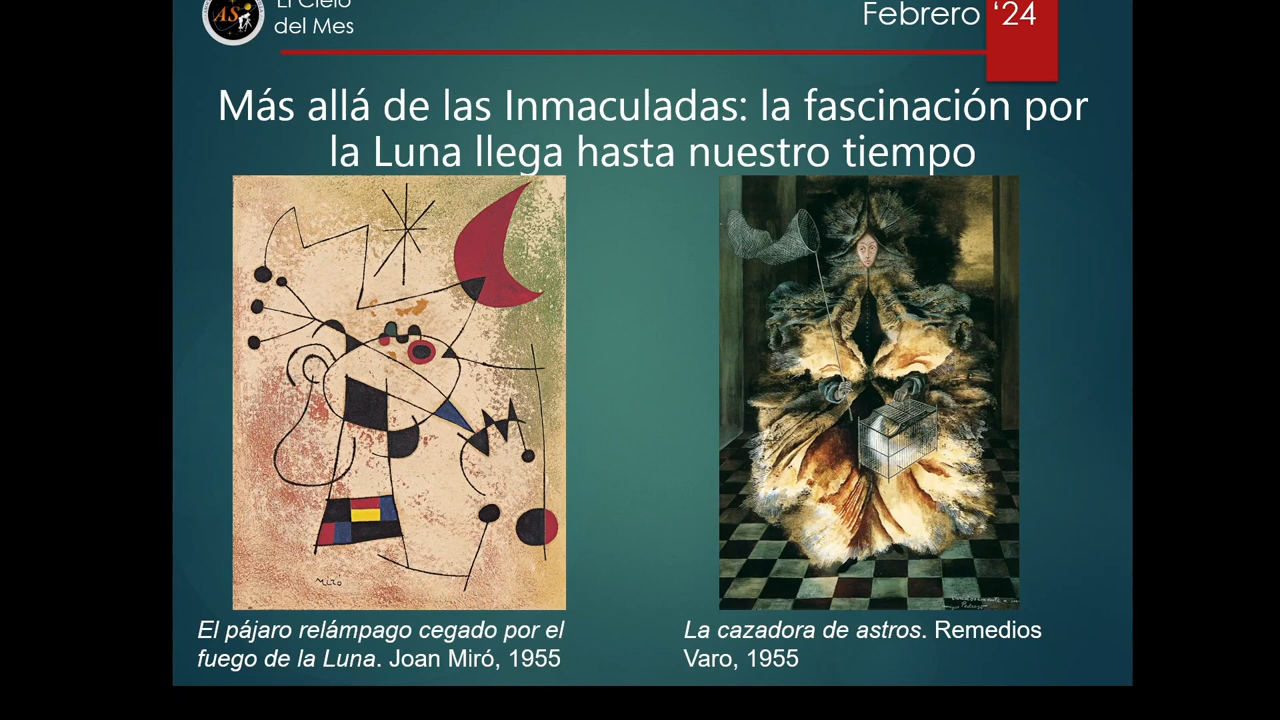 El Cielo
del Mes
Febrero ‘24
AS
Más allá de las Inmaculadas: la fascinación por
la Luna llega hasta nuestro tiempo
Miró
El pájaro relámpago cegado por el
fuego de la Luna. Joan Miró, 1955
La cazadora de astros. Remedios
Varo, 1955